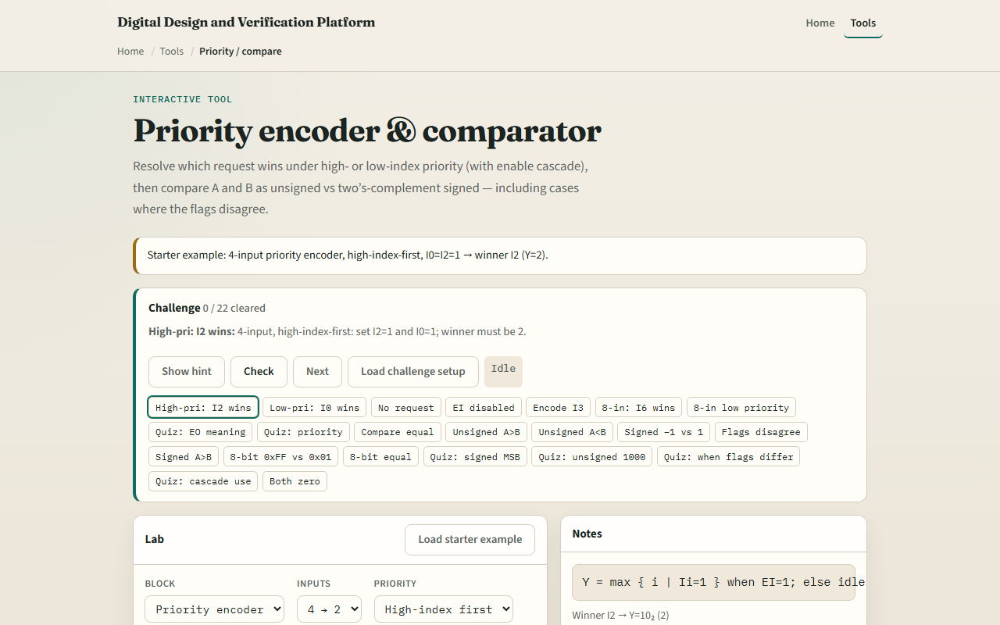 Digital Design and Verification Platform
Home Tools
Home / Tools / Priority / compare
INTERACTIVE TOOL
Priority encoder & comparator
Resolve which request wins under high- or low-index priority (with enable cascade),
then compare A and B as unsigned vs two’s-complement signed — including cases
where the flags disagree.
Starter example: 4-input priority encoder, high-index-first, I0=I2=1 → winner I2 (Y=2).
Challenge 0 / 22 cleared
High-pri: I2 wins: 4-input, high-index-first: set I2=1 and I0=1; winner must be 2.
Show hint Check Next Load challenge setup Idle
High-pri: I2 wins Low-pri: I0 wins No request EI disabled Encode I3 8-in: I6 wins 8-in low priority
Quiz: EO meaning Quiz: priority Compare equal Unsigned A>B Unsigned A<B Signed −1 vs 1 Flags disagree
Signed A>B 8-bit 0xFF vs 0x01 8-bit equal Quiz: signed MSB Quiz: unsigned 1000 Quiz: when flags differ
Quiz: cascade use Both zero
Lab Load starter example
BLOCK INPUTS PRIORITY
Priority encoder 4 → 2 High-index first
Notes
Y = max { i | Ii=1 } when EI=1; else idle
Winner I2 → Y=10₂ (2)